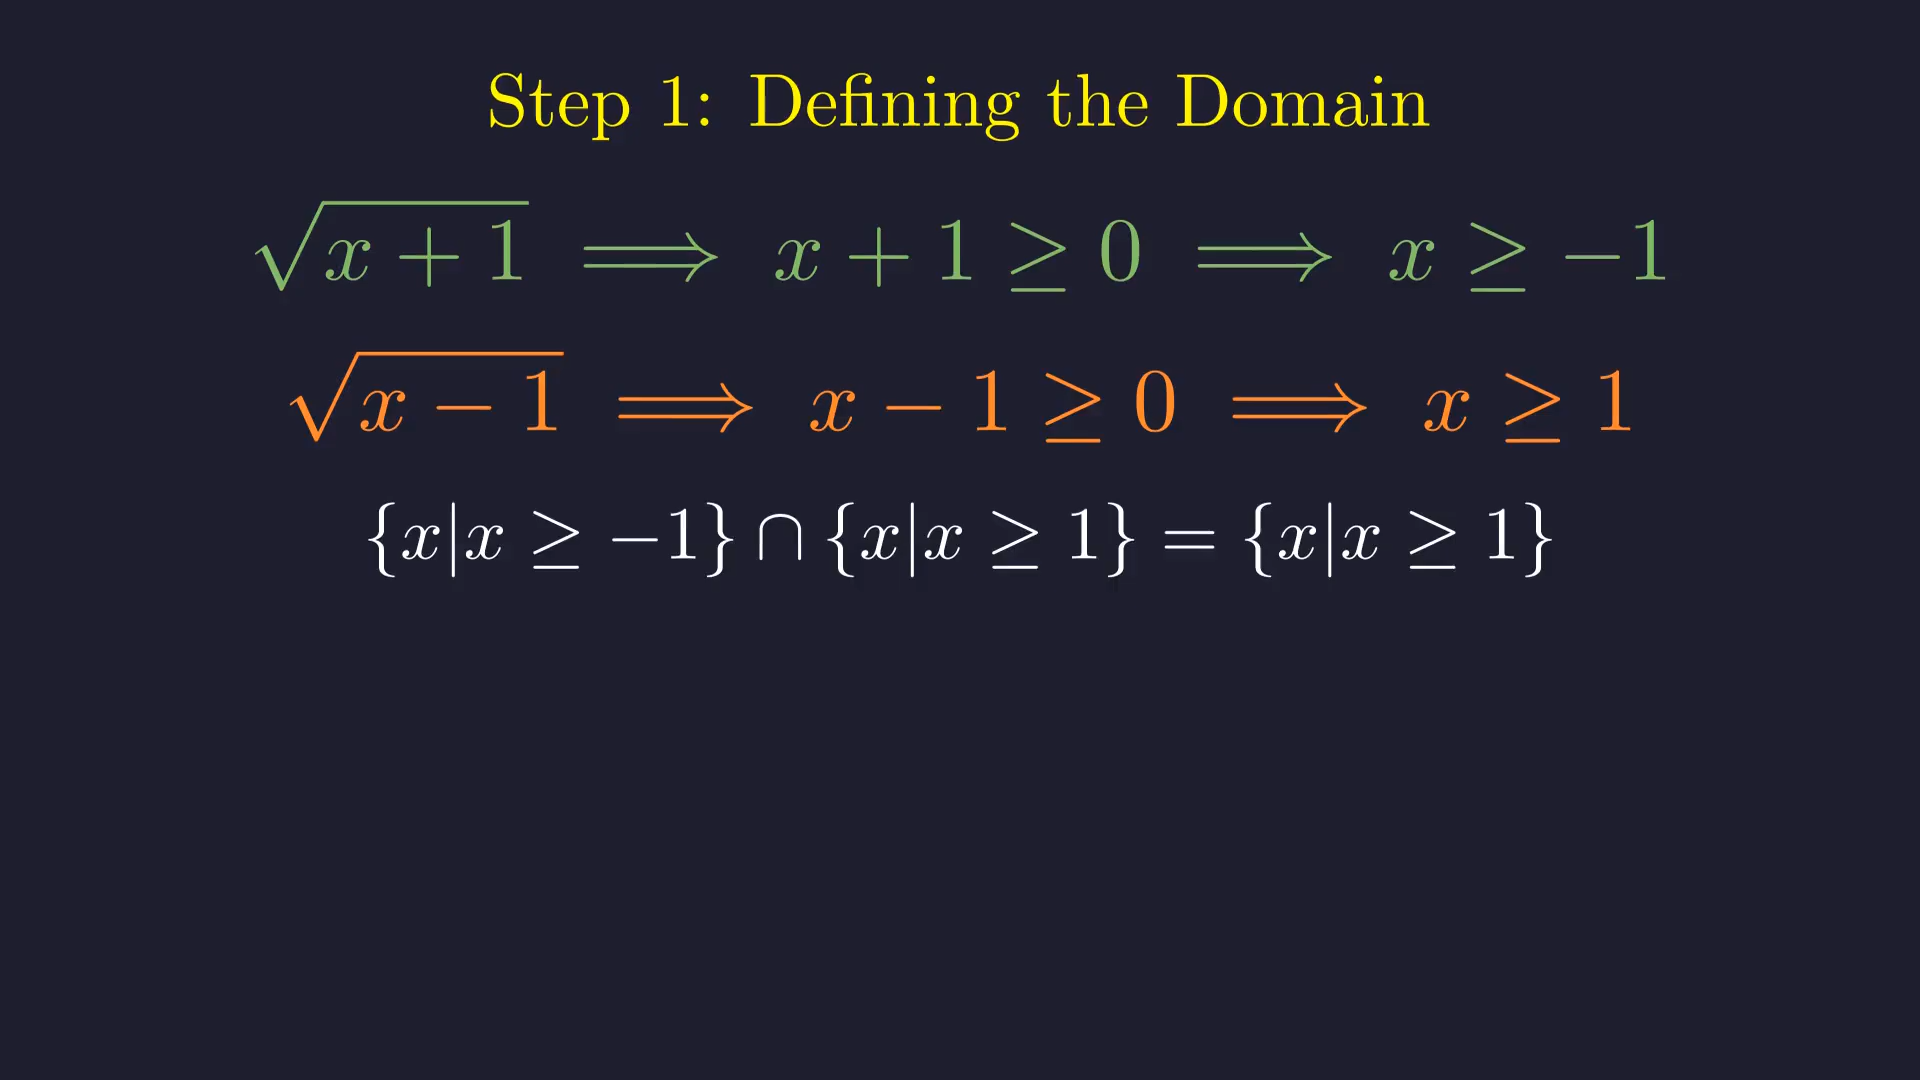 Step 1: Defining the Domain
√(x + 1) ⟹ x + 1 ≥ 0 ⟹ x ≥ −1
√(x − 1) ⟹ x − 1 ≥ 0 ⟹ x ≥ 1
{x|x ≥ −1} ∩ {x|x ≥ 1} = {x|x ≥ 1}